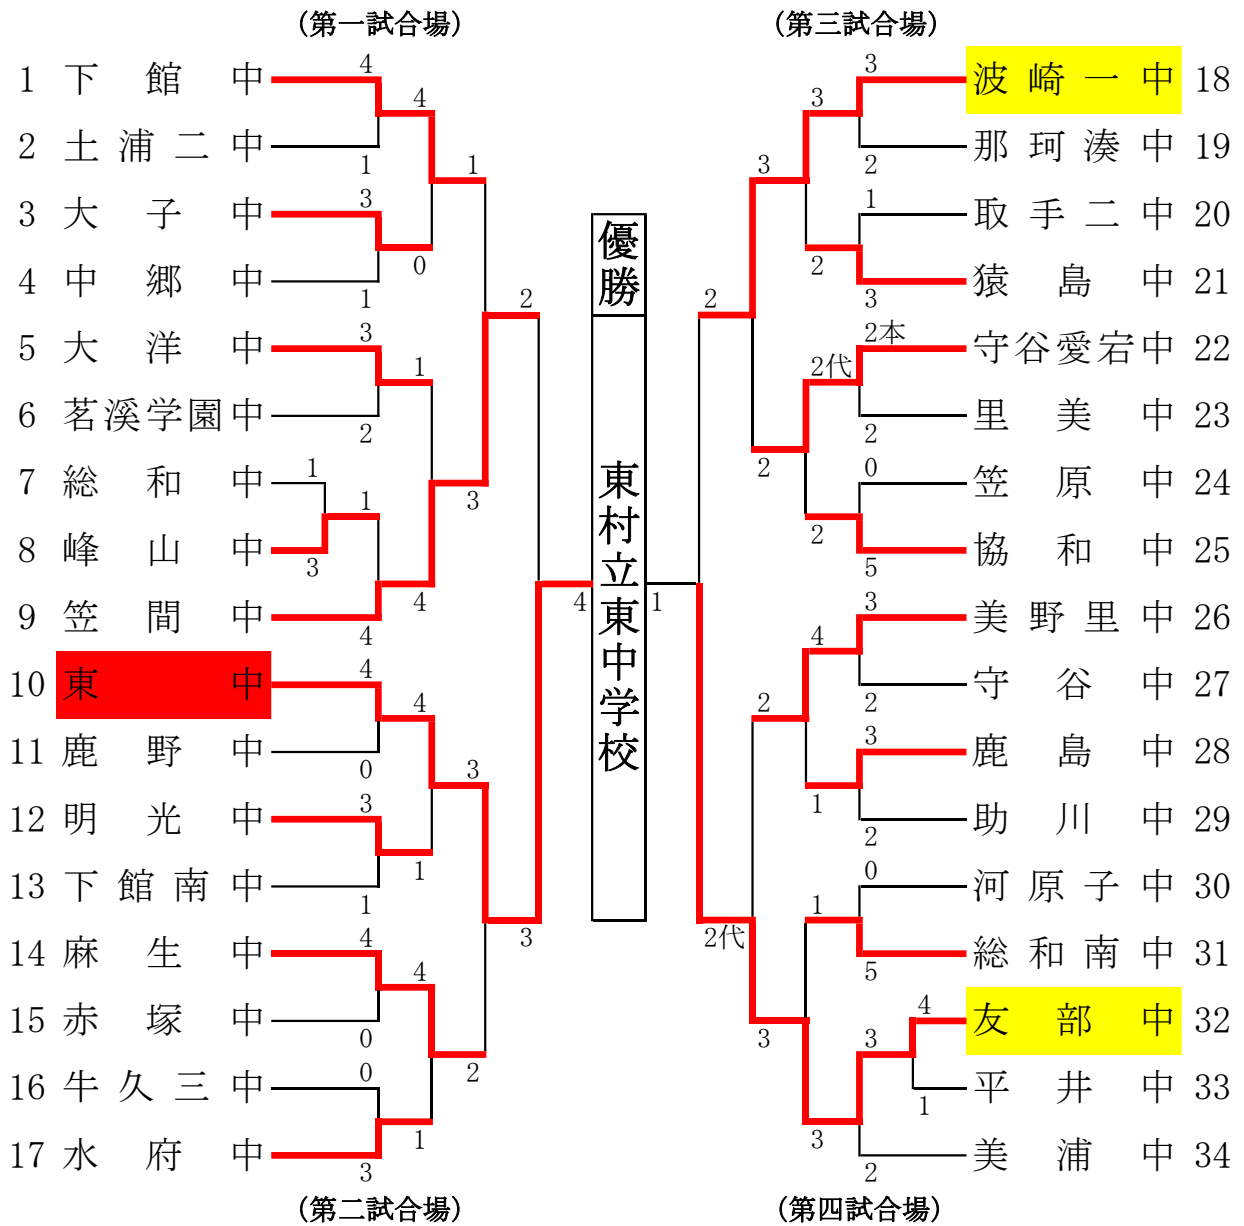 (第一試合場)
(第三試合場)
1 下館中 4
2 土浦二中 1
4
3 大子中 3
4 中郷中 1
0
1
5 大洋中 3
6 茗溪学園中 2
1
7 総和中 1
8 峰山中 3
1
9 笠間中 4
4
3
2
10 東中 4
11 鹿野中 0
4
12 明光中 3
13 下館南中 1
1
3
14 麻生中 4
15 赤塚中 0
4
16 牛久三中 0
17 水府中 3
1
2
3
4
優勝
東村立東中学校
1
3 波崎一中 18
2 那珂湊中 19
3
1 取手二中 20
3 猿島中 21
2
3
2本 守谷愛宕中 22
2 里美中 23
2代
0 笠原中 24
5 協和中 25
2
2
2
3 美野里中 26
2 守谷中 27
4
3 鹿島中 28
2 助川中 29
1
2
0 河原子中 30
5 総和南中 31
1
4 友部中 32
1 平井中 33
3
2 美浦中 34
3
3
2代
(第二試合場)
(第四試合場)